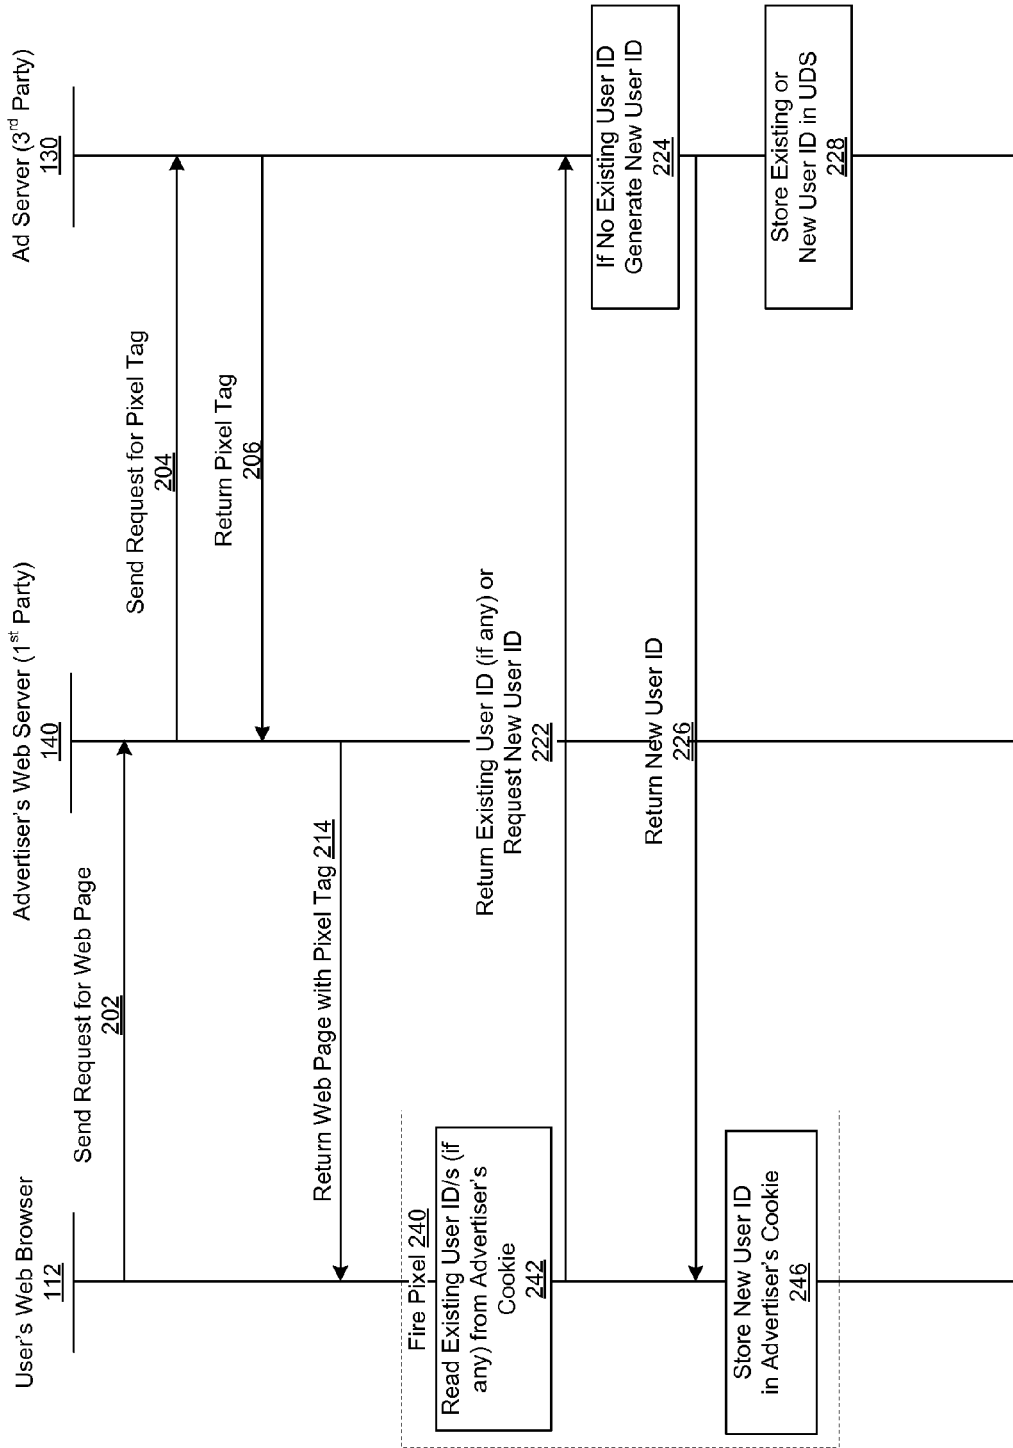 User's Web Browser
112
Advertiser's Web Server (1st Party)
140
Ad Server (3rd Party)
130
Send Request for Web Page
202
Send Request for Pixel Tag
204
Return Pixel Tag
206
Return Web Page with Pixel Tag 214
Fire Pixel 240
Read Existing User ID/s (if
any) from Advertiser's
Cookie
242
Return Existing User ID (if any) or
Request New User ID
222
If No Existing User ID
Generate New User ID
224
Return New User ID
226
Store New User ID
in Advertiser's Cookie
246
Store Existing or
New User ID in UDS
228